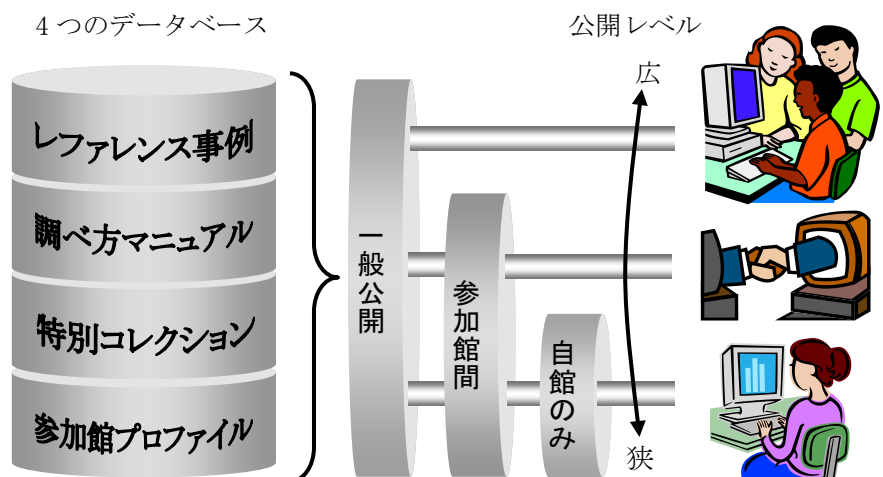 4つのデータベース
公開レベル
広
レファレンス事例
調べ方マニュアル
特別コレクション
参加館プロファイル
一般公開
参加館間
自館のみ
狭